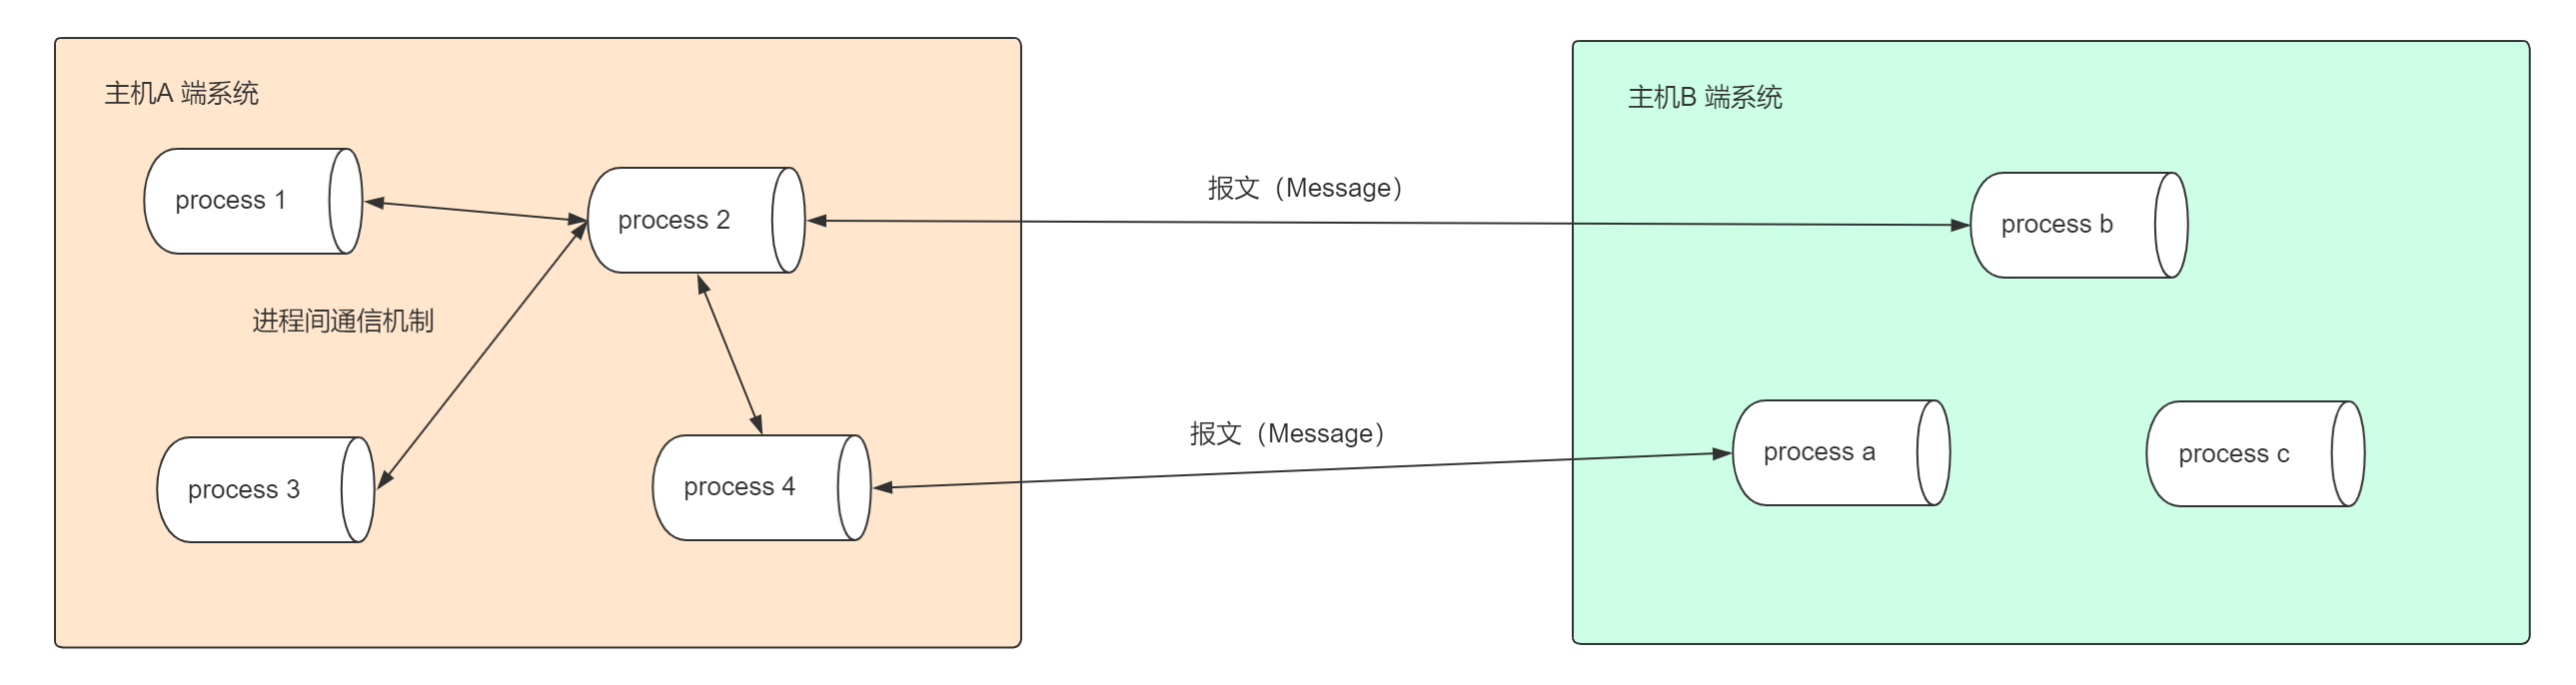 主机A 端系统
process 1
process 2
进程间通信机制
process 3
process 4
报文（Message）
报文（Message）
主机B 端系统
process b
process a
process c